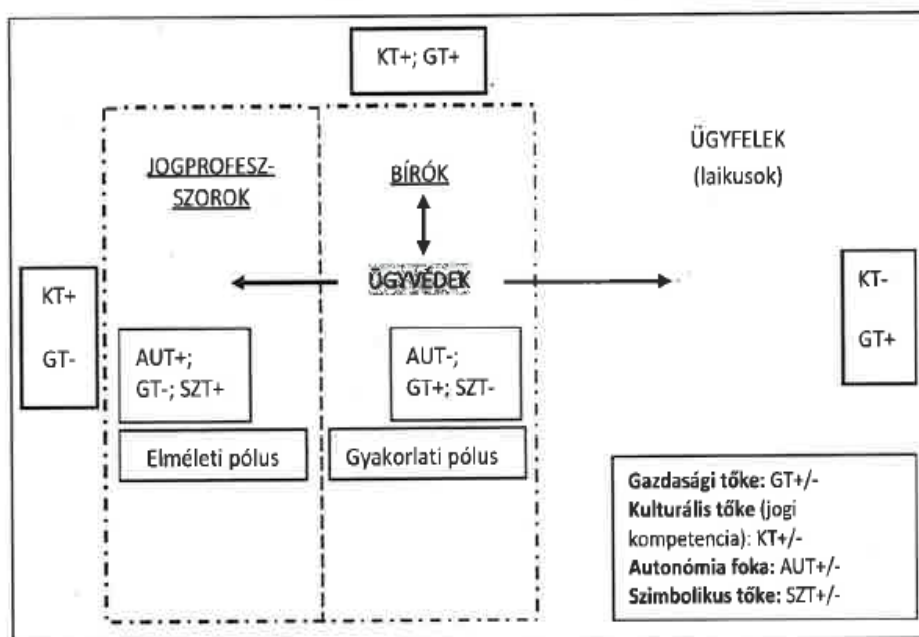 KT+; GT+
JOGPROFESZ-
SZOROK
BÍRÓK
ÜGYFELEK
(laikusok)
ÜGYVÉDEK
KT+
GT-
KT-
GT+
AUT+;
GT-; SZT+
AUT-;
GT+; SZT-
Elméleti pólus
Gyakorlati pólus
Gazdasági tőke: GT+/-
Kulturális tőke (jogi
kompetencia): KT+/-
Autonómia foka: AUT+/-
Szimbolikus tőke: SZT+/-